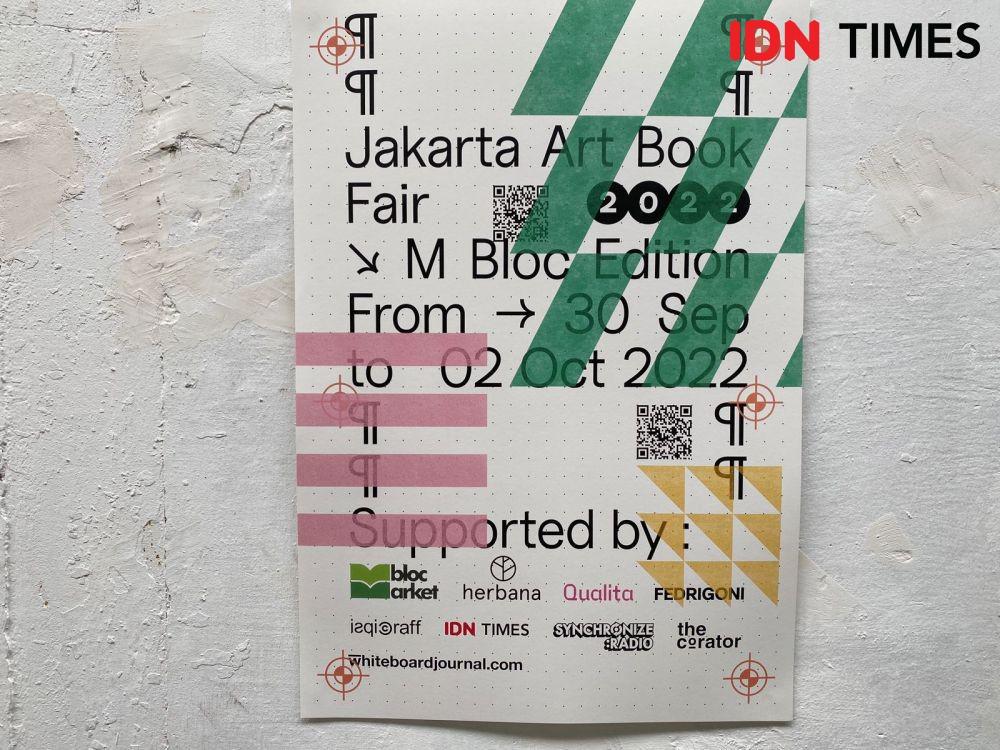 IDN TIMES
¶ ¶
¶ ¶
Jakarta Art Book
Fair 2022
↘ M Bloc Edition
From → 30 Sep
to 02 Oct 2022
¶ ¶
¶ ¶
Supported by :
bloc
arket
herbana
Qualita
FEDRIGONI
IDN TIMES
SYNCHRONIZE
:RADIO
the
curator
whiteboardjournal.com